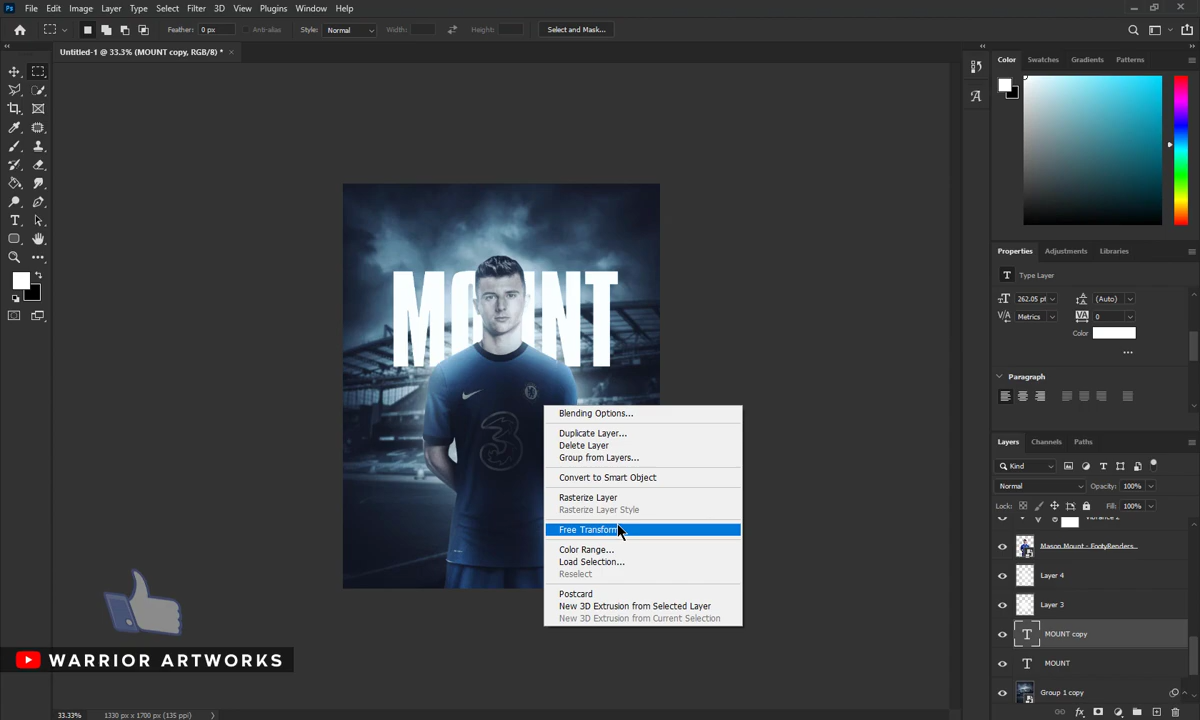 Ps File Edit Image Layer Type Select Filter 3D View Plugins Window Help
Feather: 0 px Anti-alias Style: Normal Width: Height: Select and Mask...
Untitled-1 @ 33.3% (MOUNT copy, RGB/8) * ×
Color Swatches Gradients Patterns
MOUNT
3
Blending Options...
Duplicate Layer...
Delete Layer
Group from Layers...
Convert to Smart Object
Rasterize Layer
Rasterize Layer Style
Free Transform
Color Range...
Load Selection...
Reselect
Postcard
New 3D Extrusion from Selected Layer
New 3D Extrusion from Current Selection
Properties Adjustments Libraries
T Type Layer
262.05 pt (Auto)
Metrics 0
Color
Paragraph
Layers Channels Paths
Kind
Normal Opacity: 100%
Lock: Fill: 100%
Vibrance 2
Mason Mount - FootyRenders...
Layer 4
Layer 3
T MOUNT copy
T MOUNT
Group 1 copy
WARRIOR ARTWORKS
33.33% 1330 px x 1700 px (135 ppi)